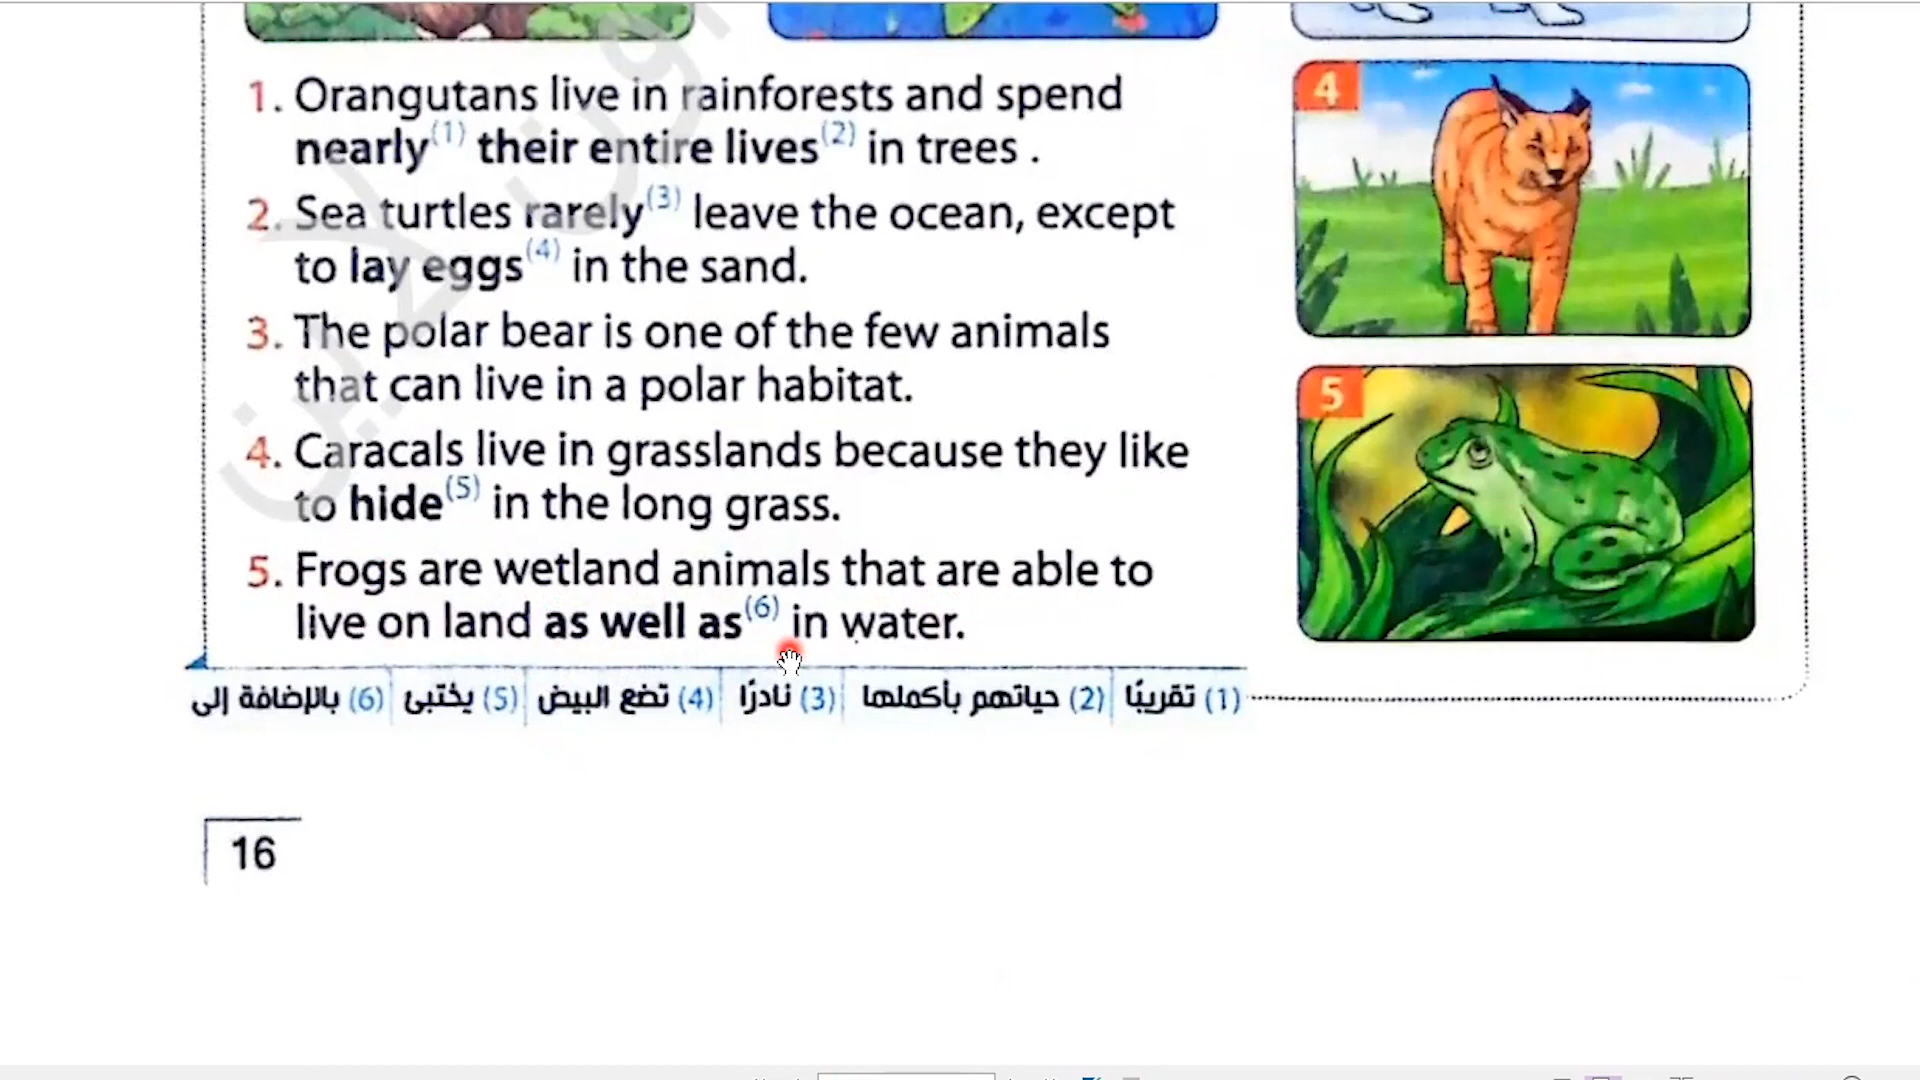 1. Orangutans live in rainforests and spend
nearly(1) their entire lives(2) in trees .
2. Sea turtles rarely(3) leave the ocean, except
to lay eggs(4) in the sand.
3. The polar bear is one of the few animals
that can live in a polar habitat.
4. Caracals live in grasslands because they like
to hide(5) in the long grass.
5. Frogs are wetland animals that are able to
live on land as well as(6) in water.
4
5
(1) تقريبًا (2) حياتهم بأكملها (3) نادرًا (4) تضع البيض (5) يختبئ (6) بالإضافة إلى
16